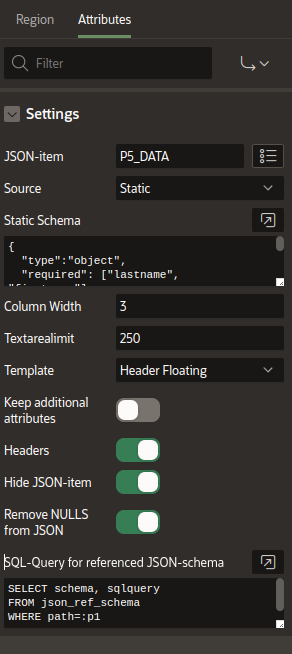 Region Attributes
Filter
Settings
JSON-item P5_DATA
Source Static
Static Schema
{
"type":"object",
"required": ["lastname",
Column Width 3
Textarealimit 250
Template Header Floating
Keep additional
attributes
Headers
Hide JSON-item
Remove NULLS
from JSON
SQL-Query for referenced JSON-schema
SELECT schema, sqlquery
FROM json_ref_schema
WHERE path=:p1